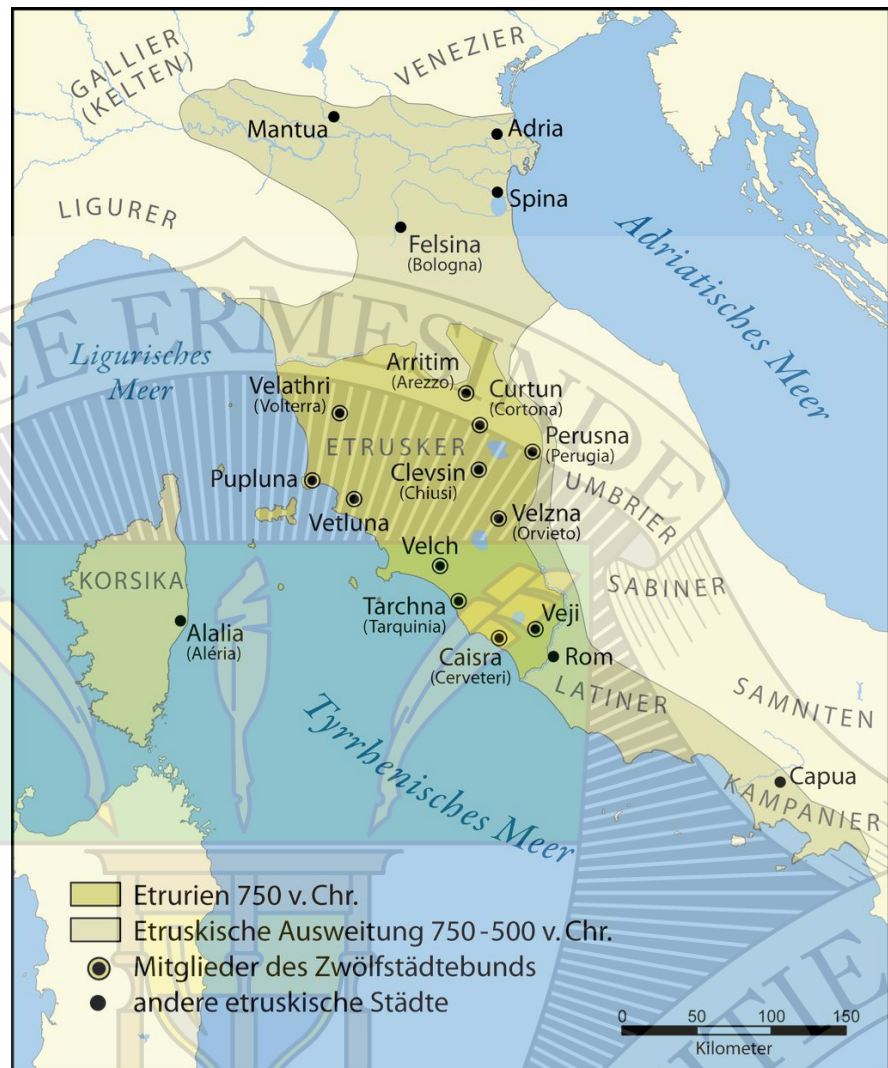 GALLIER
(KELTEN)
VENEZIER
Mantua
Adria
Spina
LIGURER
Felsina
(Bologna)
Adriatisches Meer
EE ERMESINDE
Ligurisches
Meer
Arritim
(Arezzo)
Velathri
(Volterra)
Curtun
(Cortona)
ETRUSKER
Perusna
(Perugia)
Pupluna
Clevsin
(Chiusi)
UMBRIER
Vetluna
Velzna
(Orvieto)
Velch
KORSIKA
SABINER
Tarchna
(Tarquinia)
Veji
Alalia
(Aléria)
Caisra
(Cerveteri)
Rom
LATINER
SAMNITEN
Tyrrhenisches Meer
Capua
KAMPANIER
Etrurien 750 v. Chr.
Etruskische Ausweitung 750-500 v. Chr.
Mitglieder des Zwölfstädtebunds
andere etruskische Städte
0 50 100 150
Kilometer